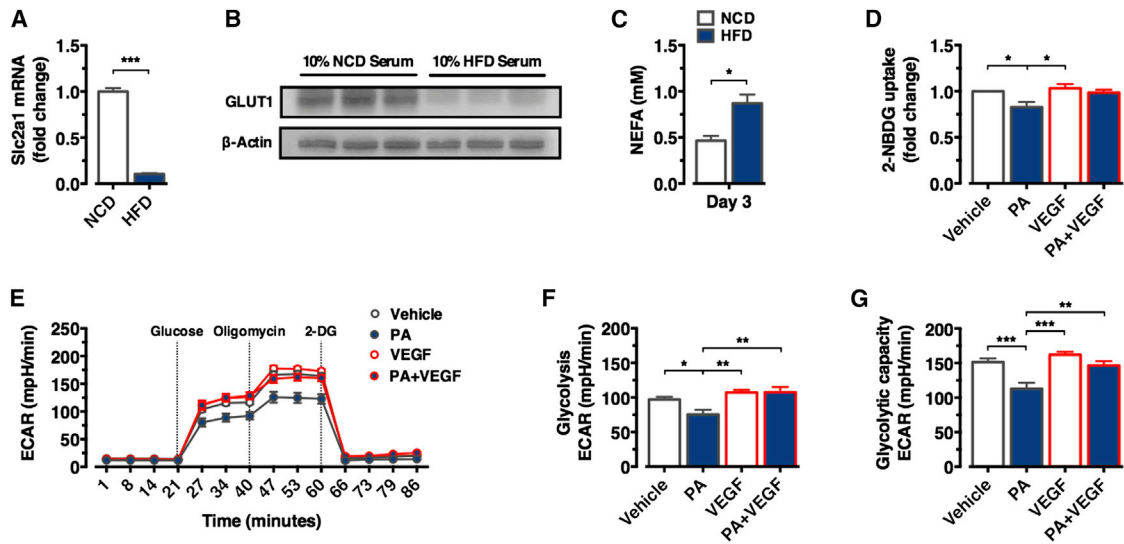 A
Slc2a1 mRNA
(fold change)
1.5
1.0
0.5
0.0
***
NCD
HFD
B
10% NCD Serum
10% HFD Serum
GLUT1
β-Actin
C
NCD
HFD
NEFA (mM)
1.5
1.0
0.5
0.0
*
Day 3
D
2-NBDG uptake
(fold change)
1.5
1.0
0.5
0.0
*
*
Vehicle
PA
VEGF
PA+VEGF
E
ECAR (mpH/min)
250
200
150
100
50
0
Glucose
Oligomycin
2-DG
Vehicle
PA
VEGF
PA+VEGF
1
8
14
21
27
34
40
47
53
60
66
73
79
86
Time (minutes)
F
Glycolysis
ECAR (mpH/min)
200
150
100
50
0
*
**
**
Vehicle
PA
VEGF
PA+VEGF
G
Glycolytic capacity
ECAR (mpH/min)
200
150
100
50
0
***
***
**
Vehicle
PA
VEGF
PA+VEGF